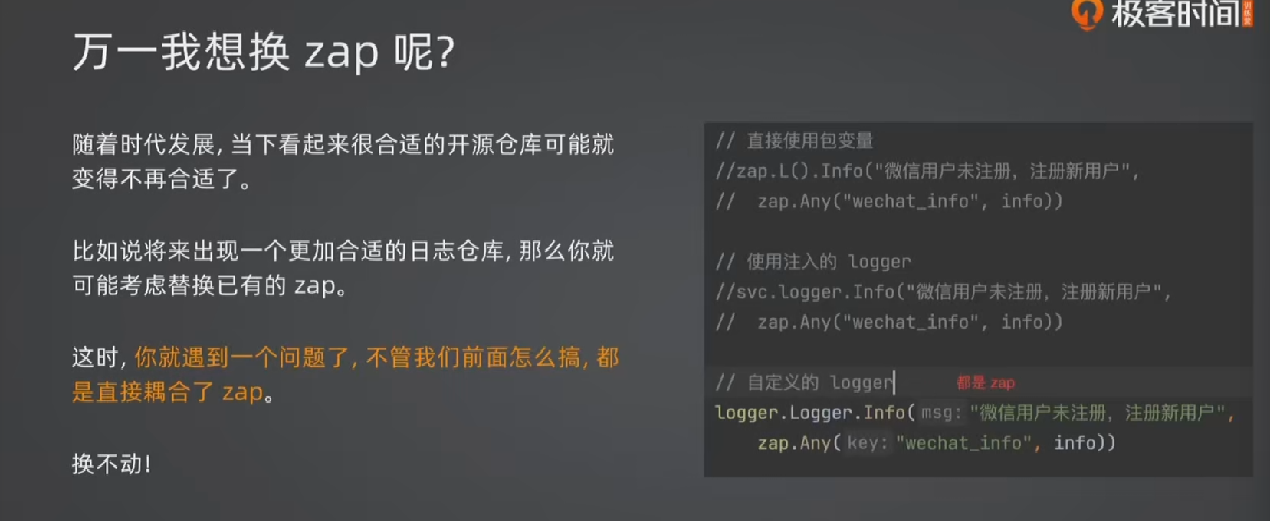 极客时间
万一我想换 zap 呢？
随着时代发展, 当下看起来很合适的开源仓库可能就
变得不再合适了。
比如说将来出现一个更加合适的日志仓库, 那么你就
可能考虑替换已有的 zap。
这时, 你就遇到一个问题了, 不管我们前面怎么搞, 都
是直接耦合了 zap。
换不动!
// 直接使用包变量
//zap.L().Info("微信用户未注册，注册新用户",
//  zap.Any("wechat_info", info))
// 使用注入的 logger
//svc.logger.Info("微信用户未注册，注册新用户",
//  zap.Any("wechat_info", info))
// 自定义的 logger 都是 zap
logger.Logger.Info( msg: "微信用户未注册，注册新用户",
zap.Any( key: "wechat_info", info))